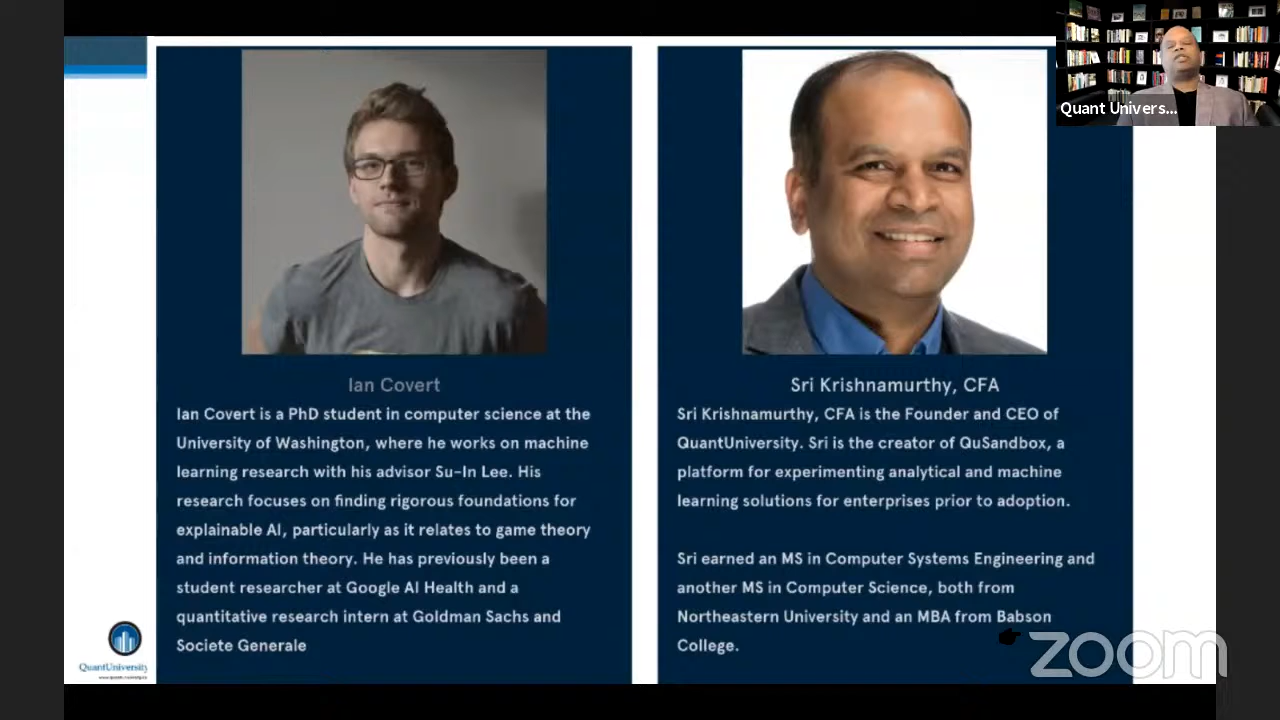 Quant Univers...
Ian Covert
Ian Covert is a PhD student in computer science at the
University of Washington, where he works on machine
learning research with his advisor Su-In Lee. His
research focuses on finding rigorous foundations for
explainable AI, particularly as it relates to game theory
and information theory. He has previously been a
student researcher at Google AI Health and a
quantitative research intern at Goldman Sachs and
Societe Generale
Sri Krishnamurthy, CFA
Sri Krishnamurthy, CFA is the Founder and CEO of
QuantUniversity. Sri is the creator of QuSandbox, a
platform for experimenting analytical and machine
learning solutions for enterprises prior to adoption.
Sri earned an MS in Computer Systems Engineering and
another MS in Computer Science, both from
Northeastern University and an MBA from Babson
College.
QuantUniversity
zoom